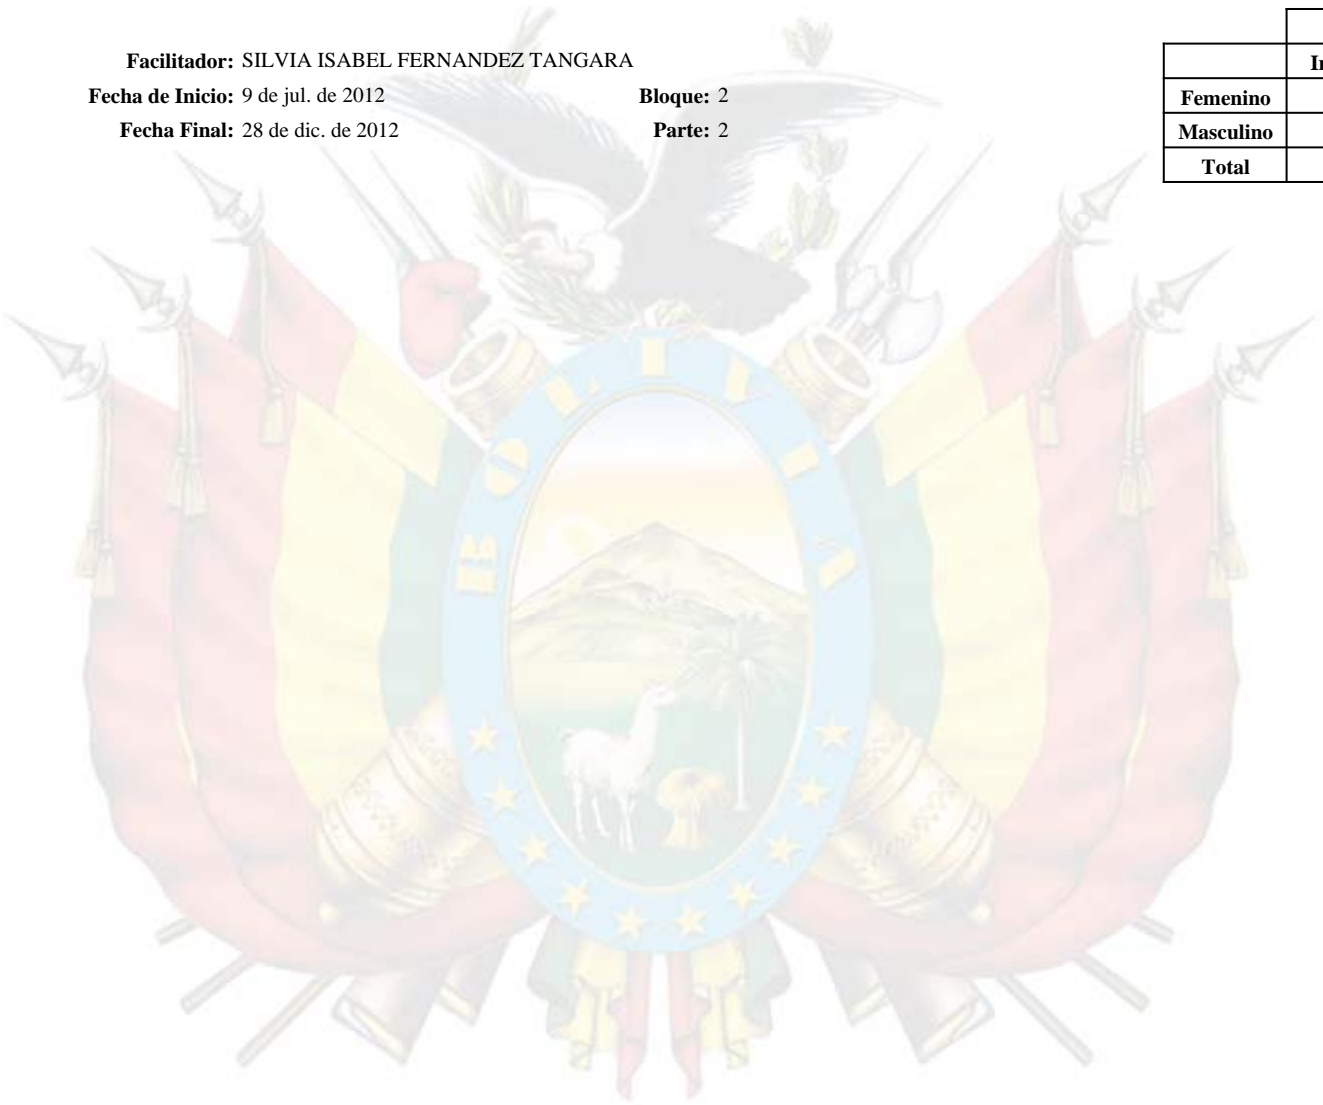 Facilitador: SILVIA ISABEL FERNANDEZ TANGARA
Fecha de Inicio: 9 de jul. de 2012 Bloque: 2
Fecha Final: 28 de dic. de 2012 Parte: 2
Femenino
Masculino
Total
BOLIVIA